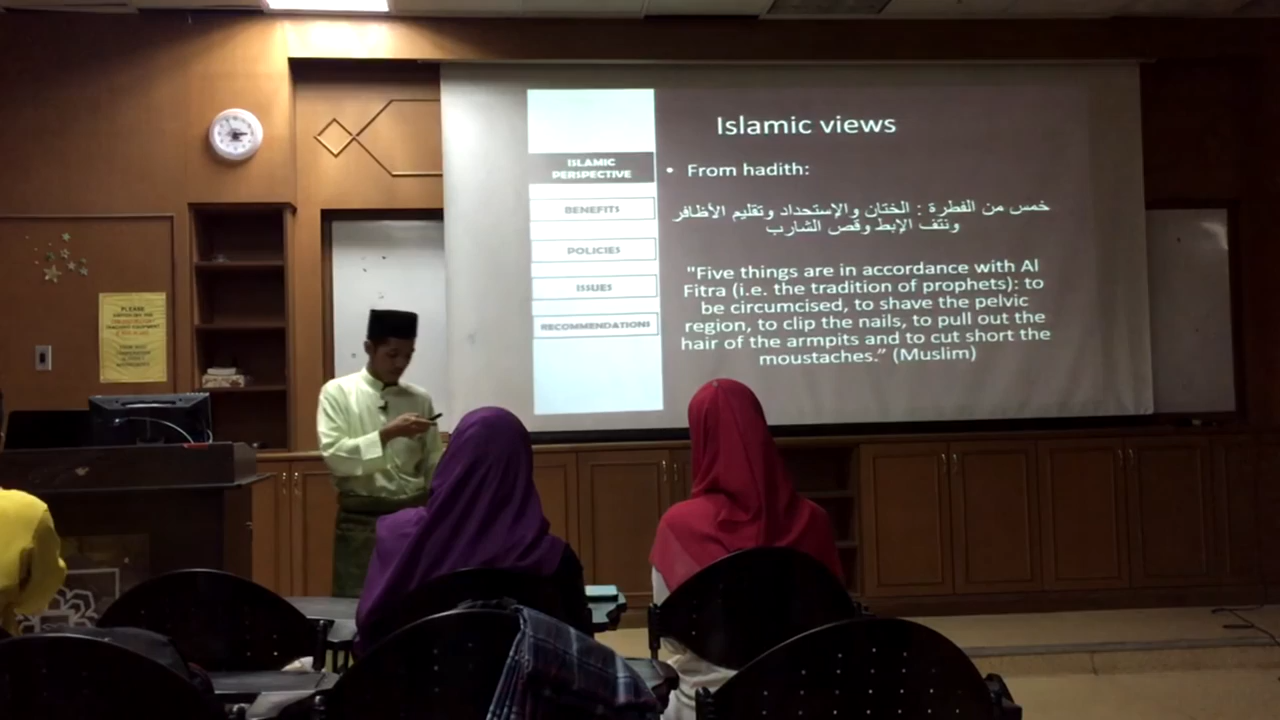 Islamic views
ISLAMIC
PERSPECTIVE
BENEFITS
POLICIES
ISSUES
RECOMMENDATIONS
• From hadith:
خمس من الفطرة : الختان والإستحداد وتقليم الأظافر
ونتف الإبط وقص الشارب
"Five things are in accordance with Al
Fitra (i.e. the tradition of prophets): to
be circumcised, to shave the pelvic
region, to clip the nails, to pull out the
hair of the armpits and to cut short the
moustaches.” (Muslim)
PLEASE